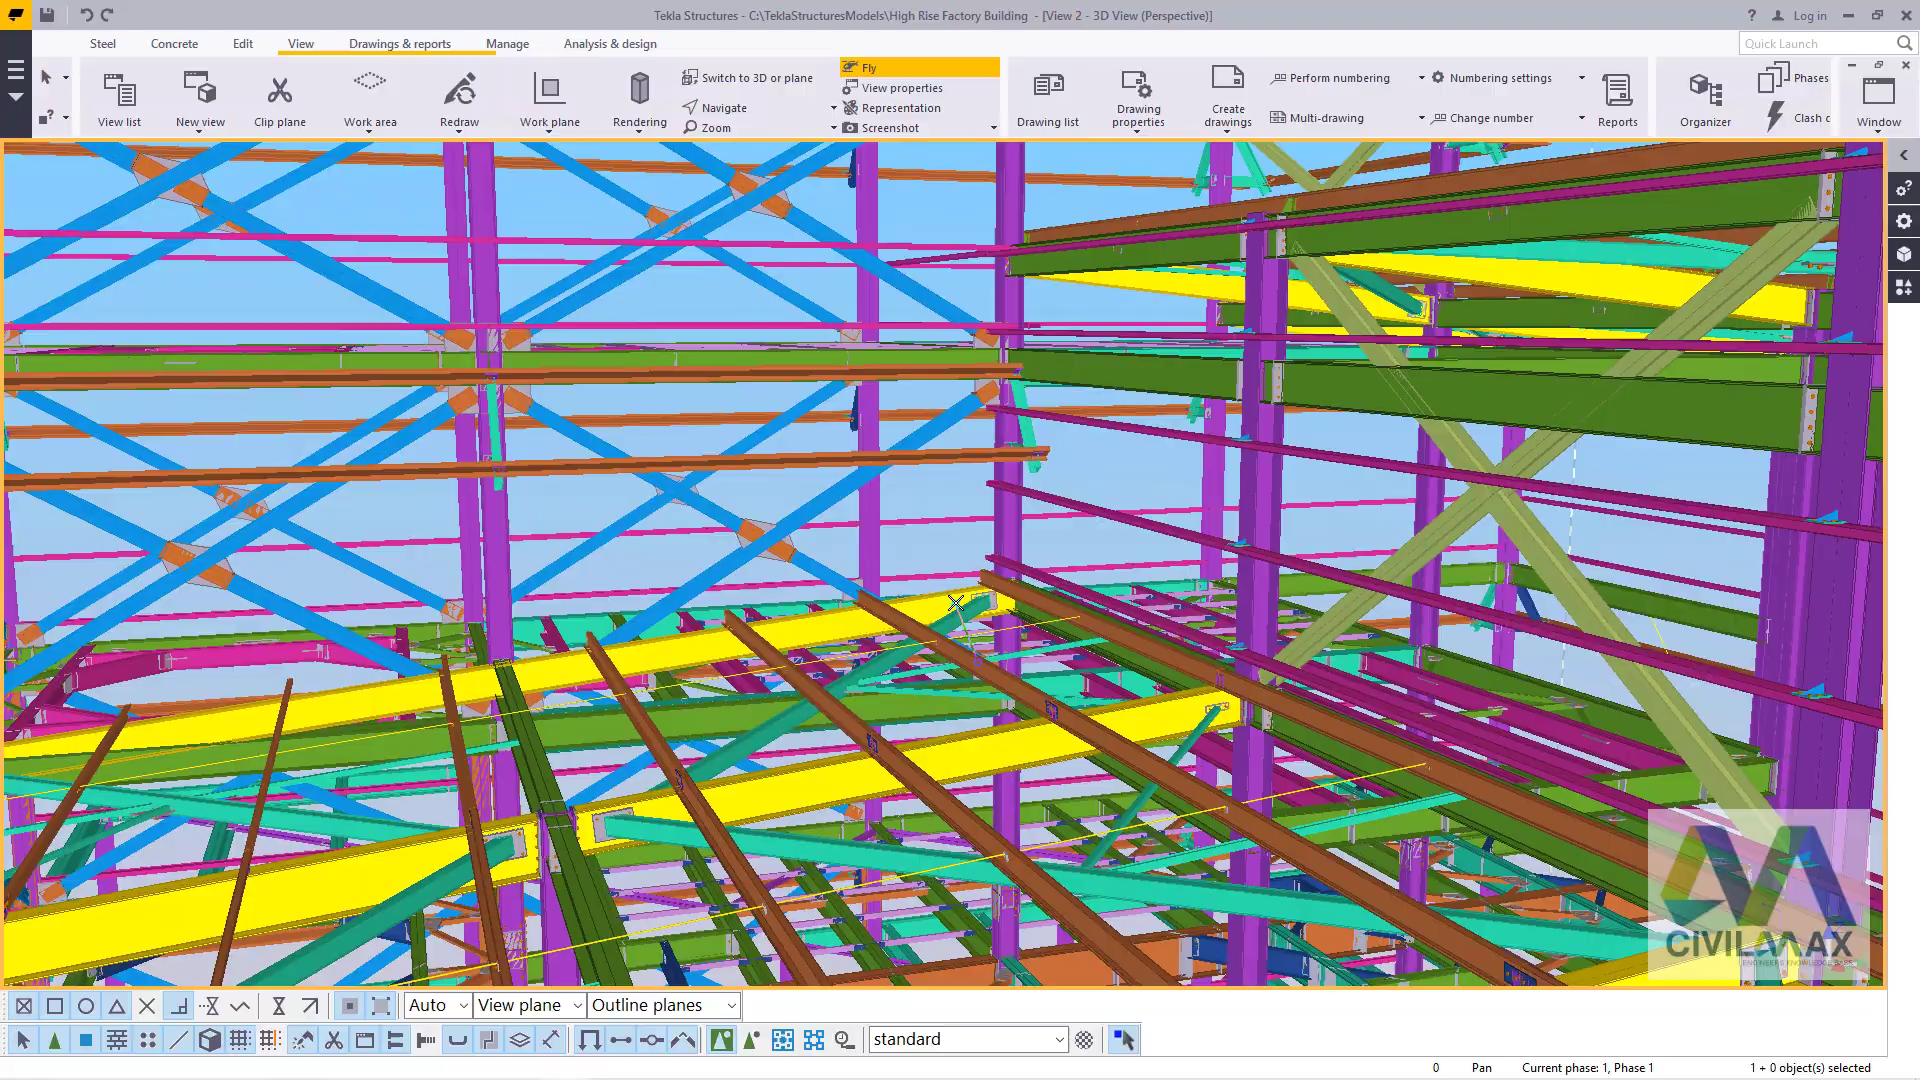 Tekla Structures - C:\TeklaStructuresModels\High Rise Factory Building - [View 2 - 3D View (Perspective)]
? Log in
Steel Concrete Edit View Drawings & reports Manage Analysis & design
Quick Launch
Fly
Switch to 3D or plane
View properties
Perform numbering
Numbering settings
Phases
Navigate
Representation
View list
New view
Clip plane
Work area
Redraw
Work plane
Rendering
Zoom
Screenshot
Drawing list
Drawing properties
Create drawings
Multi-drawing
Change number
Reports
Organizer
Clash c
Window
CIVILMAX
Auto
View plane
Outline planes
standard
0 Pan Current phase: 1, Phase 1 1 + 0 object(s) selected